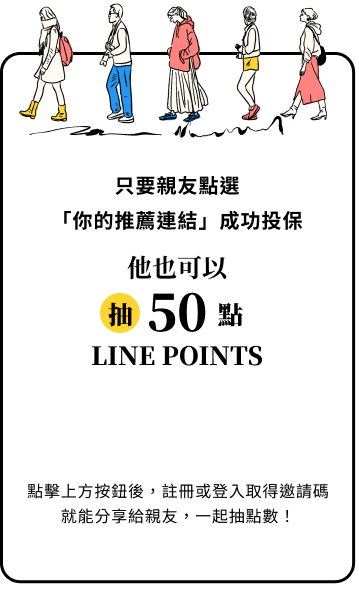 只要親友點選
「你的推薦連結」成功投保
他也可以
抽 50 點
LINE POINTS
點擊上方按鈕後，註冊或登入取得邀請碼
就能分享給親友，一起抽點數！